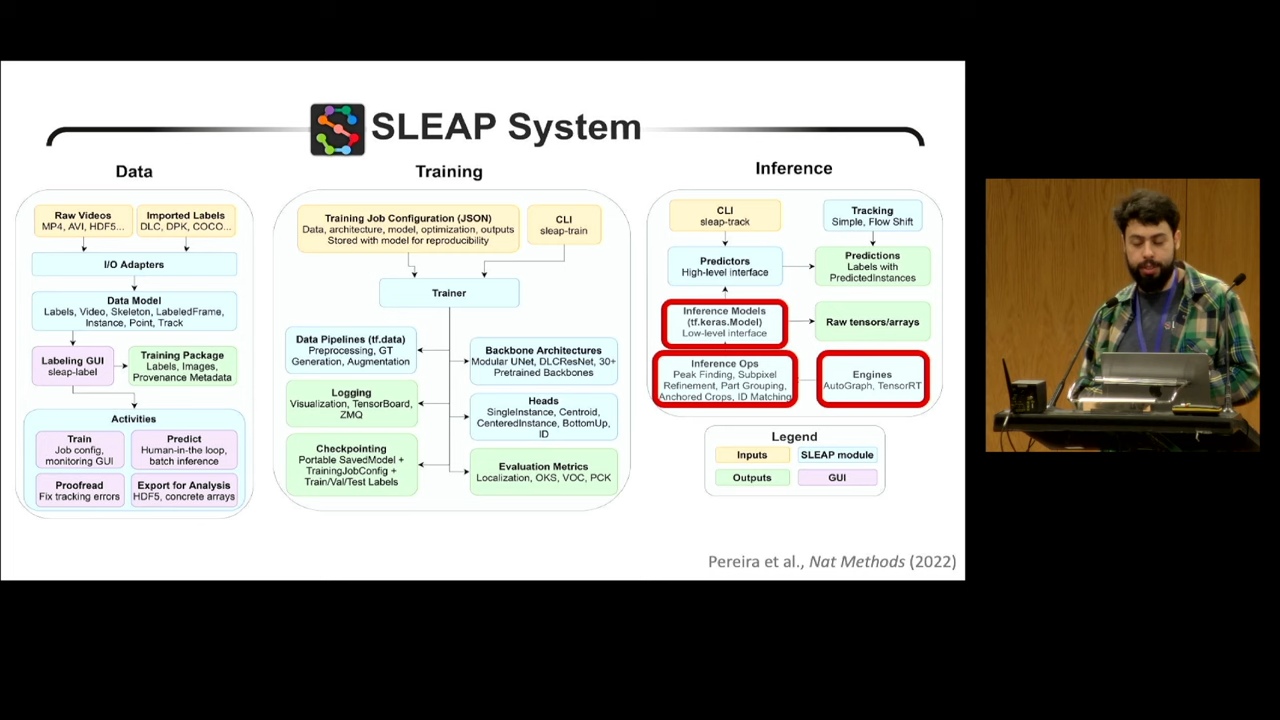 SLEAP System
Data
Raw Videos
MP4, AVI, HDF5...
Imported Labels
DLC, DPK, COCO...
I/O Adapters
Data Model
Labels, Video, Skeleton, LabeledFrame,
Instance, Point, Track
Labeling GUI
sleap-label
Training Package
Labels, Images,
Provenance Metadata
Activities
Train
Job config,
monitoring GUI
Predict
Human-in-the loop,
batch inference
Proofread
Fix tracking errors
Export for Analysis
HDF5, concrete arrays
Training
Training Job Configuration (JSON)
Data, architecture, model, optimization, outputs
Stored with model for reproducibility
CLI
sleap-train
Trainer
Data Pipelines (tf.data)
Preprocessing, GT
Generation, Augmentation
Backbone Architectures
Modular UNet, DLCResNet, 30+
Pretrained Backbones
Logging
Visualization, TensorBoard,
ZMQ
Heads
SingleInstance, Centroid,
CenteredInstance, BottomUp,
ID
Checkpointing
Portable SavedModel +
TrainingJobConfig +
Train/Val/Test Labels
Evaluation Metrics
Localization, OKS, VOC, PCK
Inference
CLI
sleap-track
Tracking
Simple, Flow Shift
Predictors
High-level interface
Predictions
Labels with
PredictedInstances
Inference Models
(tf.keras.Model)
Low-level interface
Raw tensors/arrays
Inference Ops
Peak Finding, Subpixel
Refinement, Part Grouping,
Anchored Crops, ID Matching
Engines
AutoGraph, TensorRT
Legend
Inputs
SLEAP module
Outputs
GUI
Pereira et al., Nat Methods (2022)